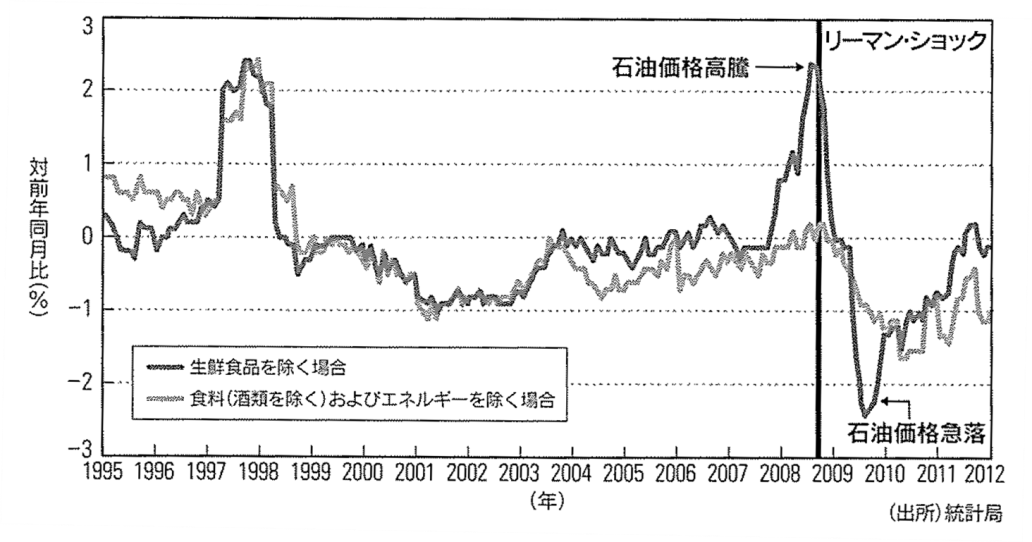 3
2
1
0
−1
−2
−3
対前年同月比(%)
リーマン・ショック
石油価格高騰
生鮮食品を除く場合
食料(酒類を除く)およびエネルギーを除く場合
石油価格急落
1995 1996 1997 1998 1999 2000 2001 2002 2003 2004 2005 2006 2007 2008 2009 2010 2011 2012
(年)
(出所)統計局